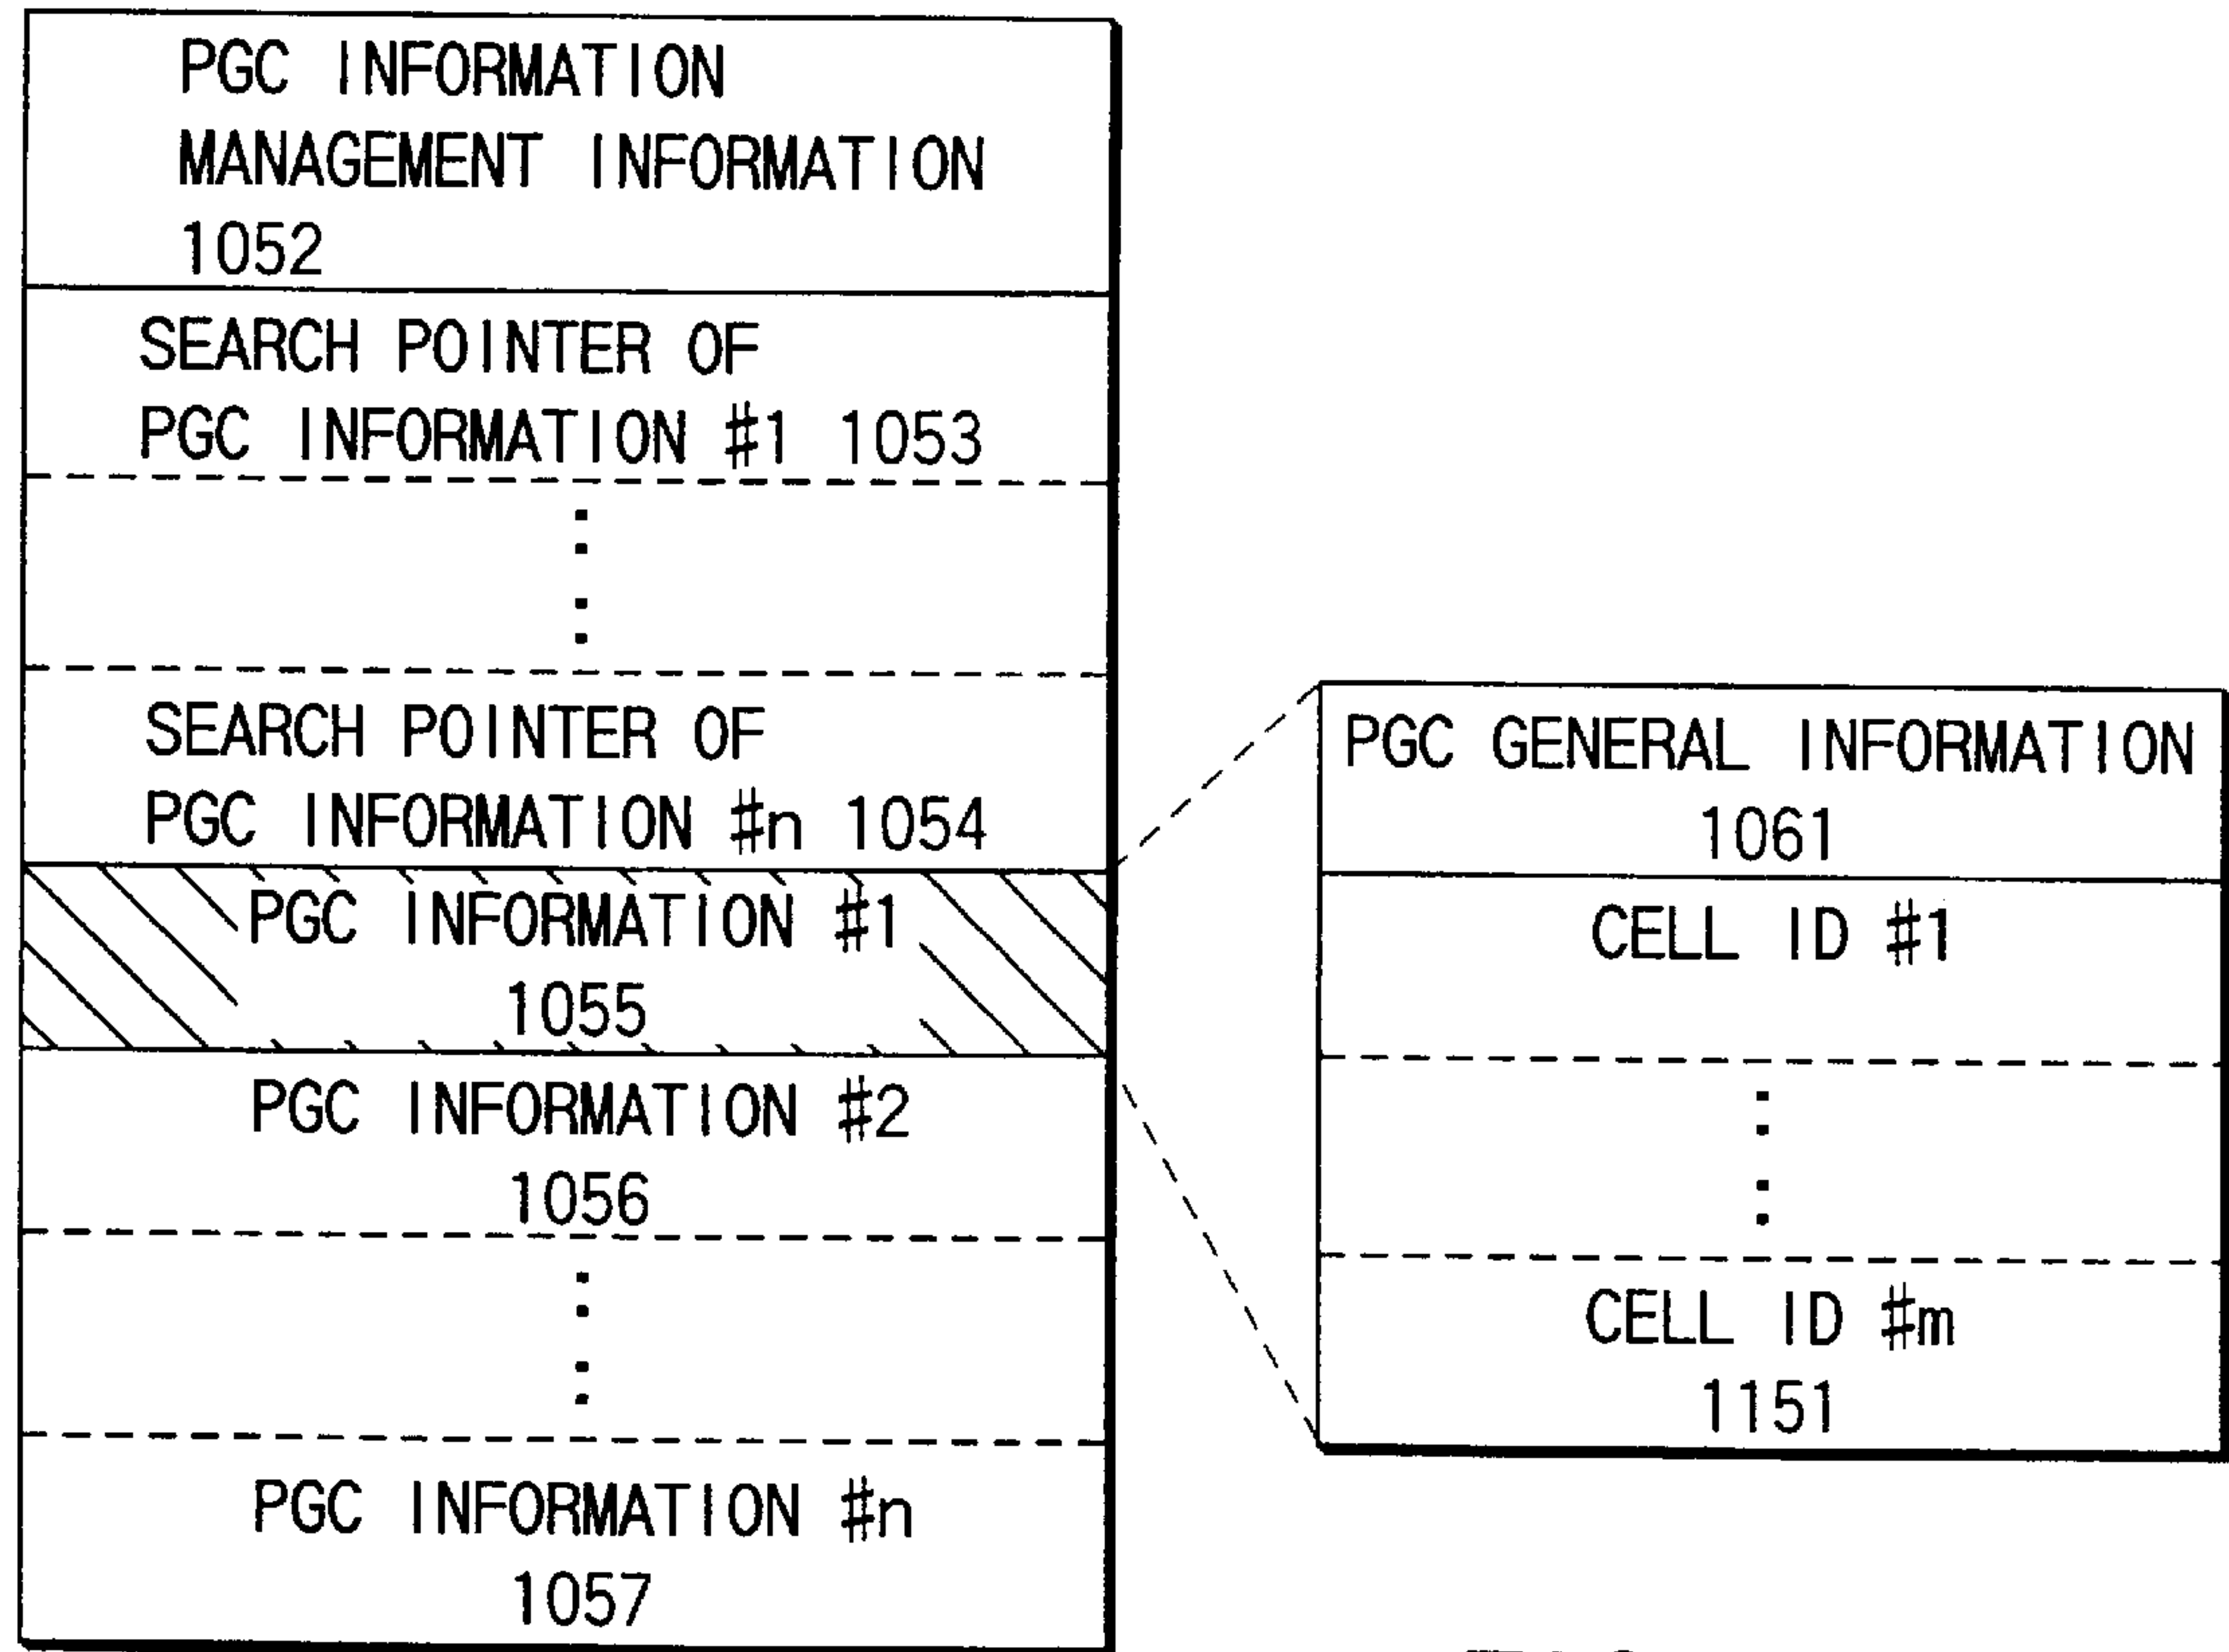 PGC INFORMATION
MANAGEMENT INFORMATION
1052
SEARCH POINTER OF
PGC INFORMATION #1 1053
SEARCH POINTER OF
PGC INFORMATION #n 1054
PGC INFORMATION #1
1055
PGC INFORMATION #2
1056
PGC INFORMATION #n
1057
PGC GENERAL INFORMATION
1061
CELL ID #1
CELL ID #m
1151